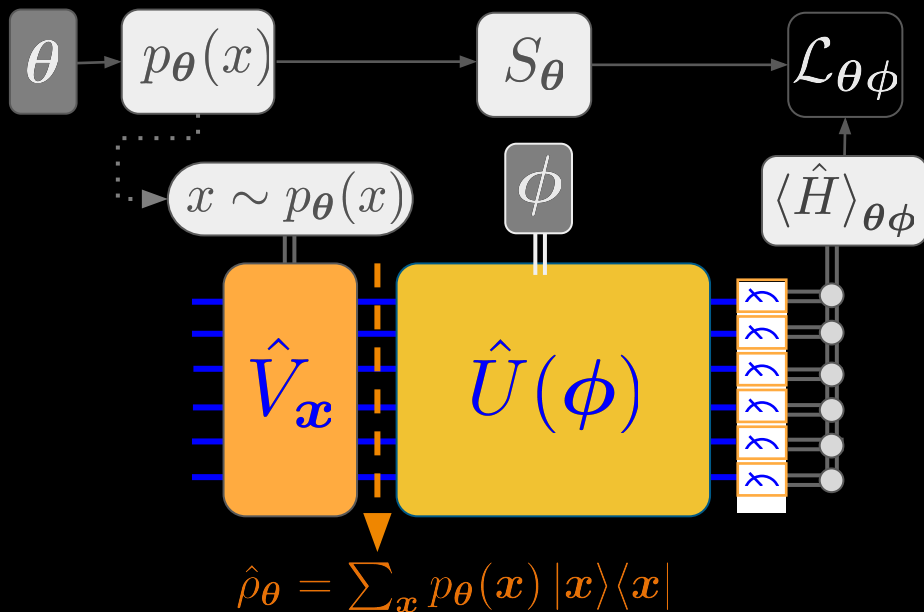 θ
p_θ(x)
S_θ
ℒ_θϕ
x ∼ p_θ(x)
ϕ
⟨Ĥ⟩_θϕ
V̂_x
Û(ϕ)
ρ̂_θ = ∑_x p_θ(x) |x⟩⟨x|